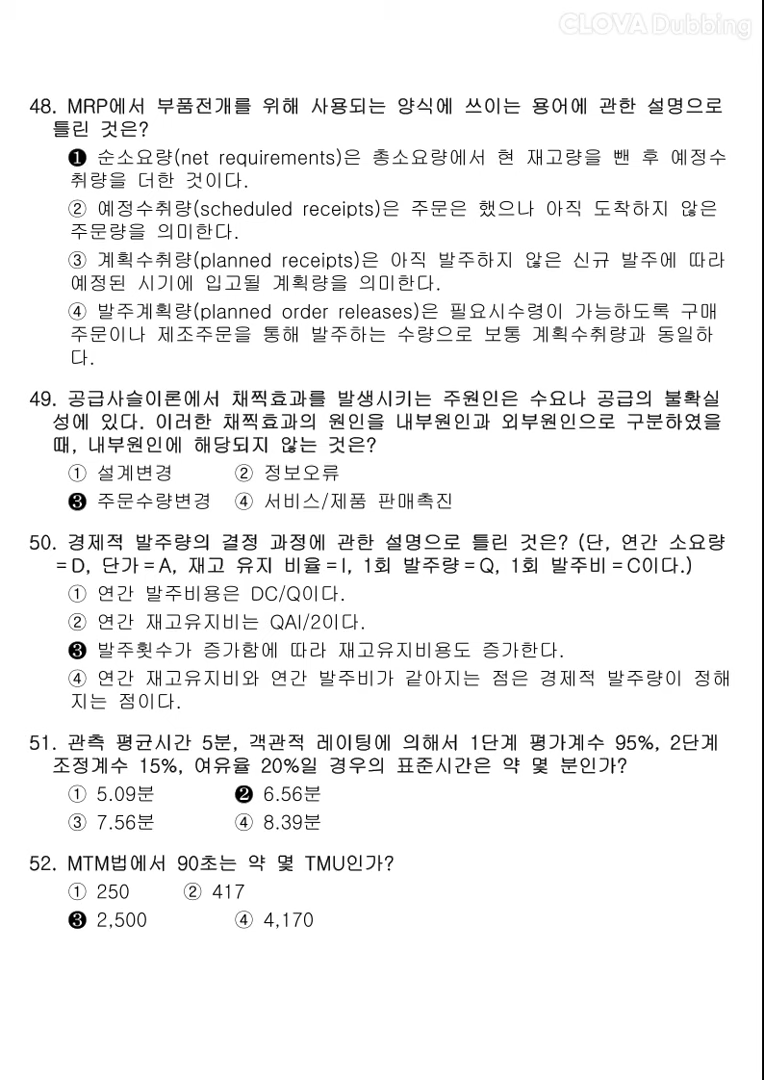 CLOVA Dubbing
48. MRP에서 부품전개를 위해 사용되는 양식에 쓰이는 용어에 관한 설명으로
틀린 것은?
❶ 순소요량(net requirements)은 총소요량에서 현 재고량을 뺀 후 예정수
취량을 더한 것이다.
② 예정수취량(scheduled receipts)은 주문은 했으나 아직 도착하지 않은
주문량을 의미한다.
③ 계획수취량(planned receipts)은 아직 발주하지 않은 신규 발주에 따라
예정된 시기에 입고될 계획량을 의미한다.
④ 발주계획량(planned order releases)은 필요시수령이 가능하도록 구매
주문이나 제조주문을 통해 발주하는 수량으로 보통 계획수취량과 동일하
다.
49. 공급사슬이론에서 채찍효과를 발생시키는 주원인은 수요나 공급의 불확실
성에 있다. 이러한 채찍효과의 원인을 내부원인과 외부원인으로 구분하였을
때, 내부원인에 해당되지 않는 것은?
① 설계변경 ② 정보오류
❸ 주문수량변경 ④ 서비스/제품 판매촉진
50. 경제적 발주량의 결정 과정에 관한 설명으로 틀린 것은? (단, 연간 소요량
=D, 단가=A, 재고 유지 비율=I, 1회 발주량=Q, 1회 발주비=C이다.)
① 연간 발주비용은 DC/Q이다.
② 연간 재고유지비는 QAI/2이다.
❸ 발주횟수가 증가함에 따라 재고유지비용도 증가한다.
④ 연간 재고유지비와 연간 발주비가 같아지는 점은 경제적 발주량이 정해
지는 점이다.
51. 관측 평균시간 5분, 객관적 레이팅에 의해서 1단계 평가계수 95%, 2단계
조정계수 15%, 여유율 20%일 경우의 표준시간은 약 몇 분인가?
① 5.09분 ❷ 6.56분
③ 7.56분 ④ 8.39분
52. MTM법에서 90초는 약 몇 TMU인가?
① 250 ② 417
❸ 2,500 ④ 4,170